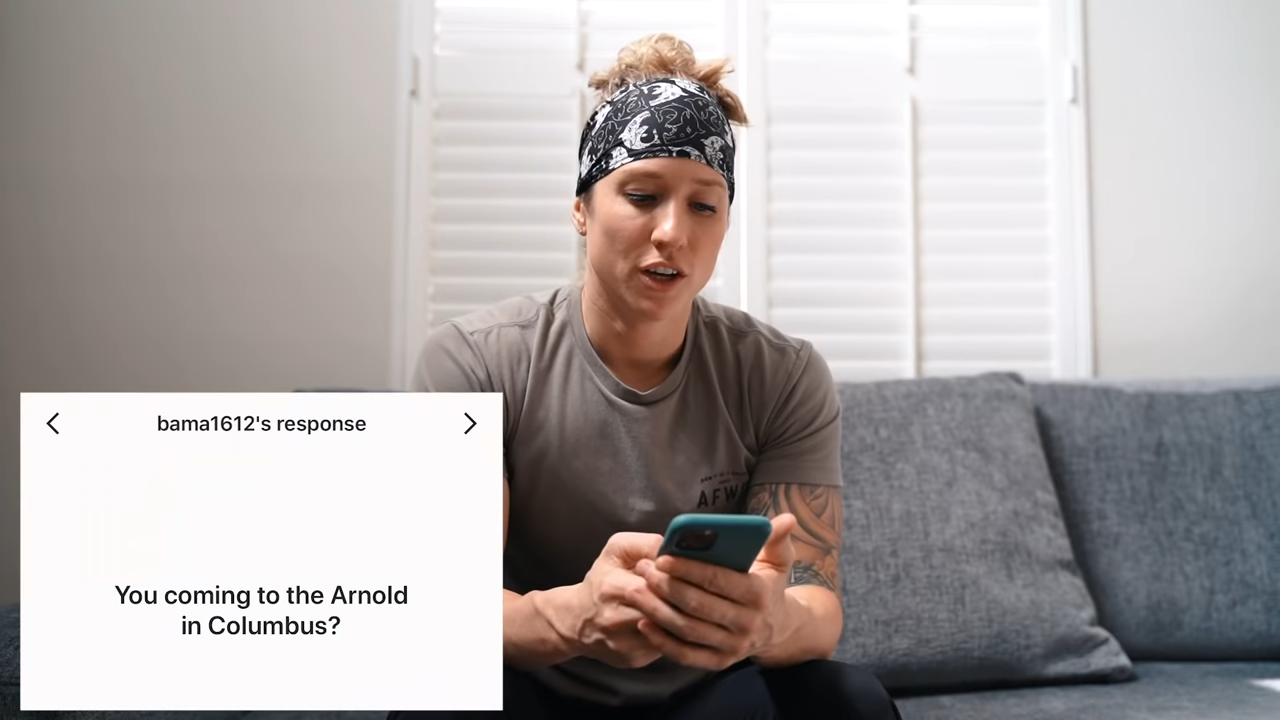 bama1612's response
You coming to the Arnold
in Columbus?
AFW